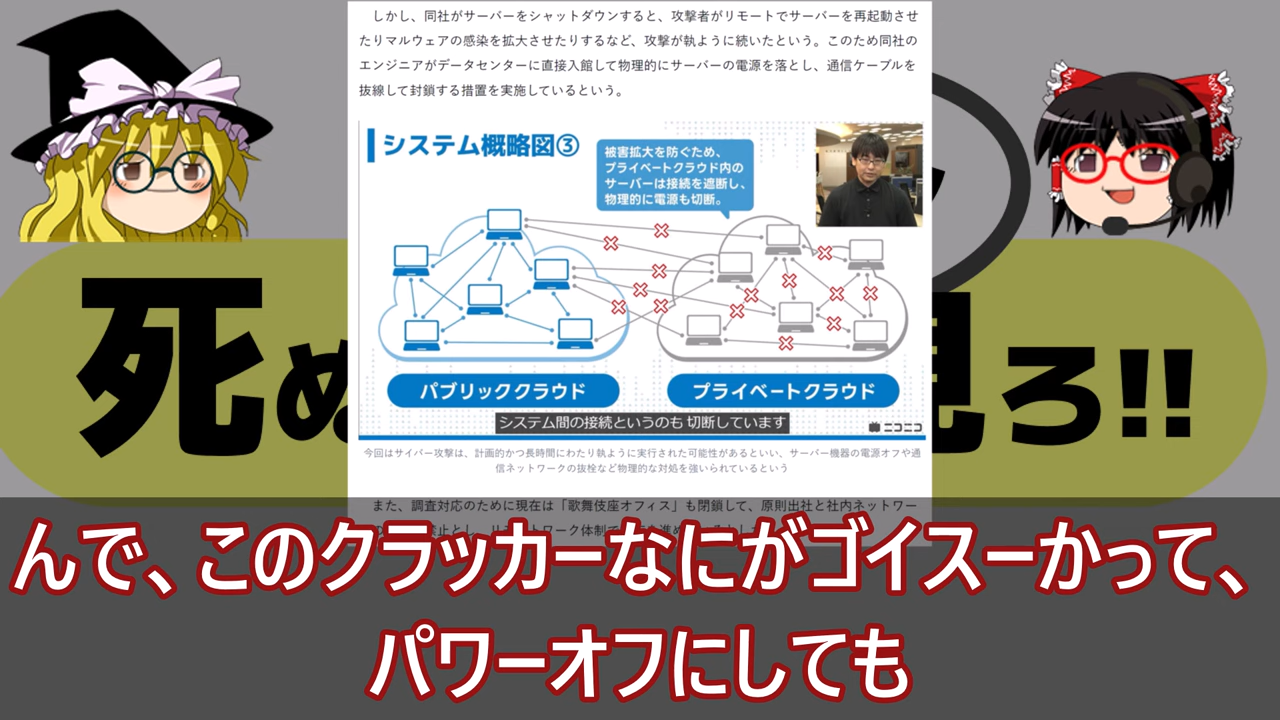 しかし、同社がサーバーをシャットダウンすると、攻撃者がリモートでサーバーを再起動させ
たりマルウェアの感染を拡大させたりするなど、攻撃が執ように続いたという。このため同社の
エンジニアがデータセンターに直接入館して物理的にサーバーの電源を落とし、通信ケーブルを
抜線して封鎖する措置を実施しているという。
システム概略図③
被害拡大を防ぐため、
プライベートクラウド内の
サーバーは接続を遮断し、
物理的に電源も切断。
死ぬ
見ろ!!
パブリッククラウド
プライベートクラウド
システム間の接続というのも 切断しています
ニコニコ
今回はサイバー攻撃は、計画的かつ長時間にわたり執ように実行された可能性があるといい、サーバー機器の電源オフや通
信ネットワークの抜栓など物理的な対処を強いられているという
また、調査対応のために現在は「歌舞伎座オフィス」も閉鎖して、原則出社と社内ネットワー
んで、このクラッカーなにがゴイスーかって、
パワーオフにしても